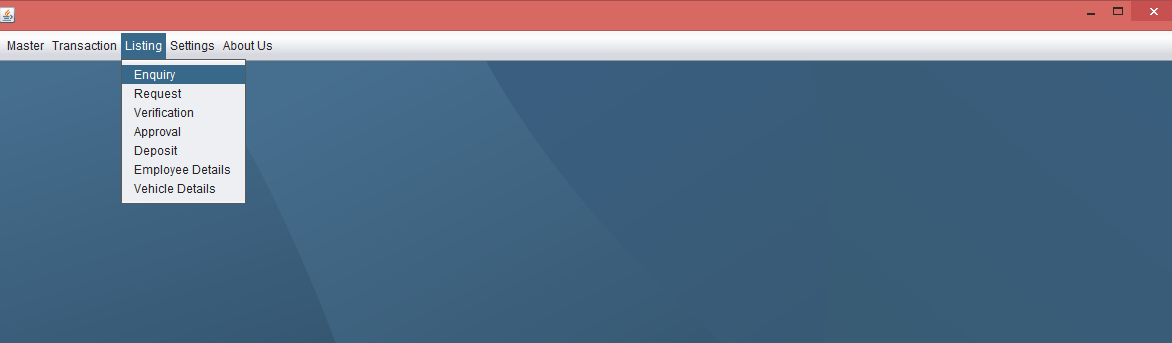 Master Transaction Listing Settings About Us
Enquiry
Request
Verification
Approval
Deposit
Employee Details
Vehicle Details